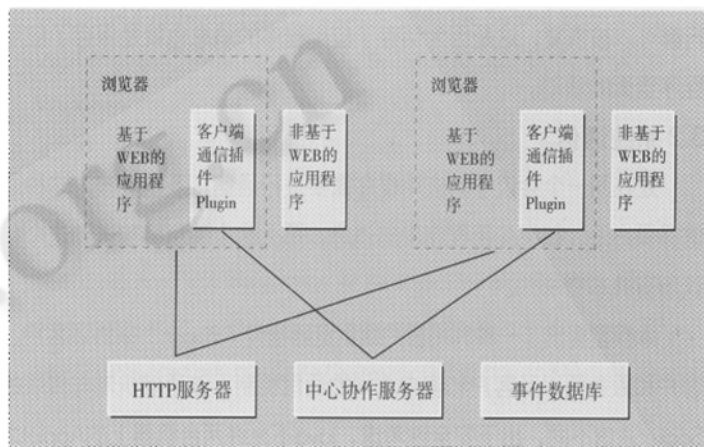 浏览器
基于
WEB的
应用程
序
客户端
通信插
件
Plugin
非基于
WEB的
应用程
序
浏览器
基于
WEB的
应用程
序
客户端
通信插
件
Plugin
非基于
WEB的
应用程
序
HTTP服务器
中心协作服务器
事件数据库